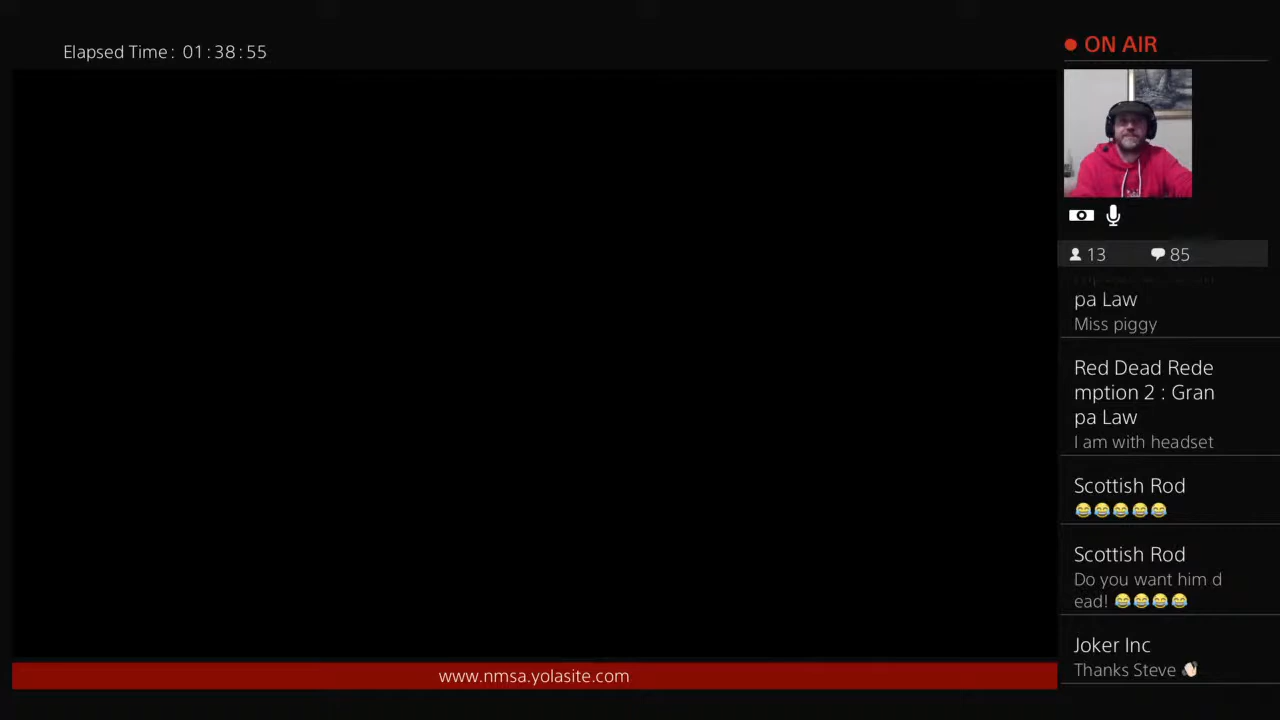 Elapsed Time: 01:38:55
ON AIR
13 85
pa Law
Miss piggy
Red Dead Rede
mption 2 : Gran
pa Law
I am with headset
Scottish Rod
😂😂😂😂😂
Scottish Rod
Do you want him d
ead! 😂😂😂😂
Joker Inc
Thanks Steve 👋🏻
www.nmsa.yolasite.com